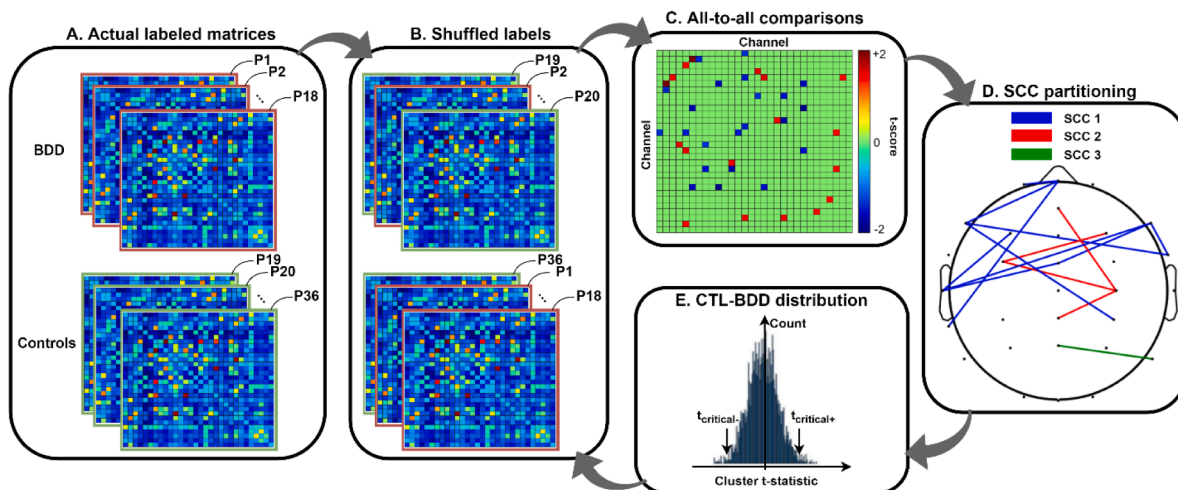 A. Actual labeled matrices
P1
P2
P18
BDD
P19
P20
P36
Controls
B. Shuffled labels
P19
P2
P20
P36
P1
P18
C. All-to-all comparisons
Channel
Channel
+2
0
-2
t-score
D. SCC partitioning
SCC 1
SCC 2
SCC 3
E. CTL-BDD distribution
Count
tcritical-
tcritical+
Cluster t-statistic